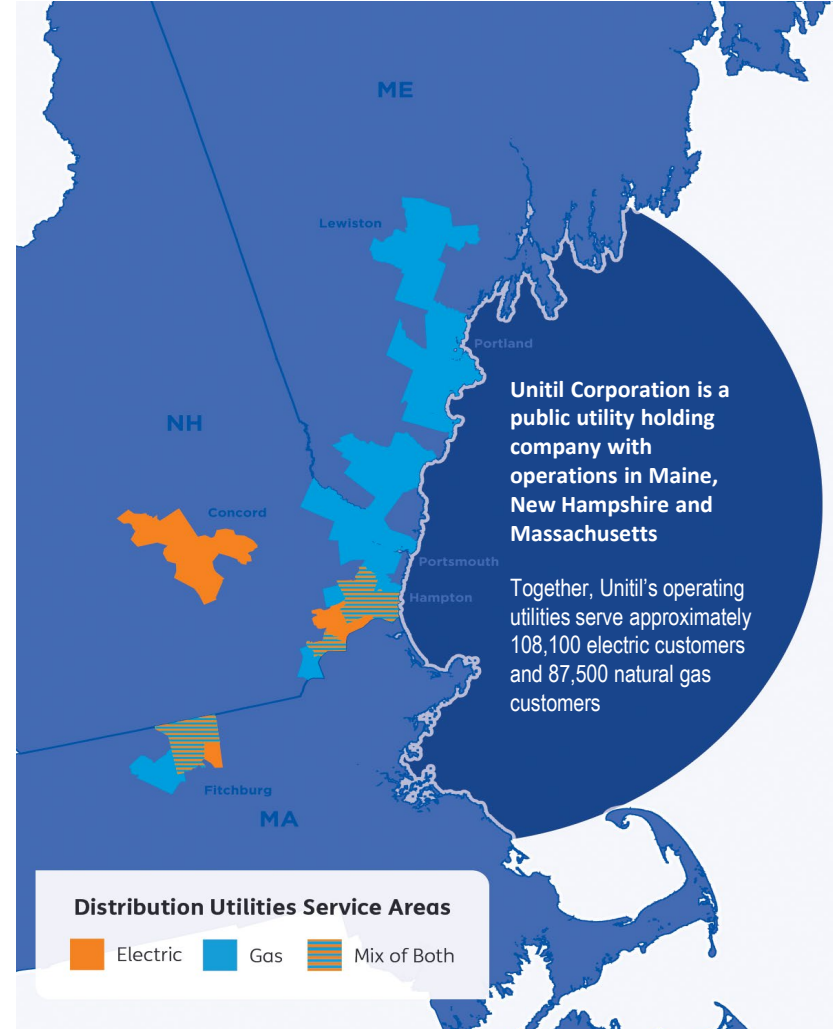 ME
Lewiston
Portland
Unitil Corporation is a
public utility holding
company with
operations in Maine,
New Hampshire and
Massachusetts
NH
Concord
Portsmouth
Together, Unitil’s operating
utilities serve approximately
108,100 electric customers
and 87,500 natural gas
customers
Hampton
Fitchburg
MA
Distribution Utilities Service Areas
Electric
Gas
Mix of Both